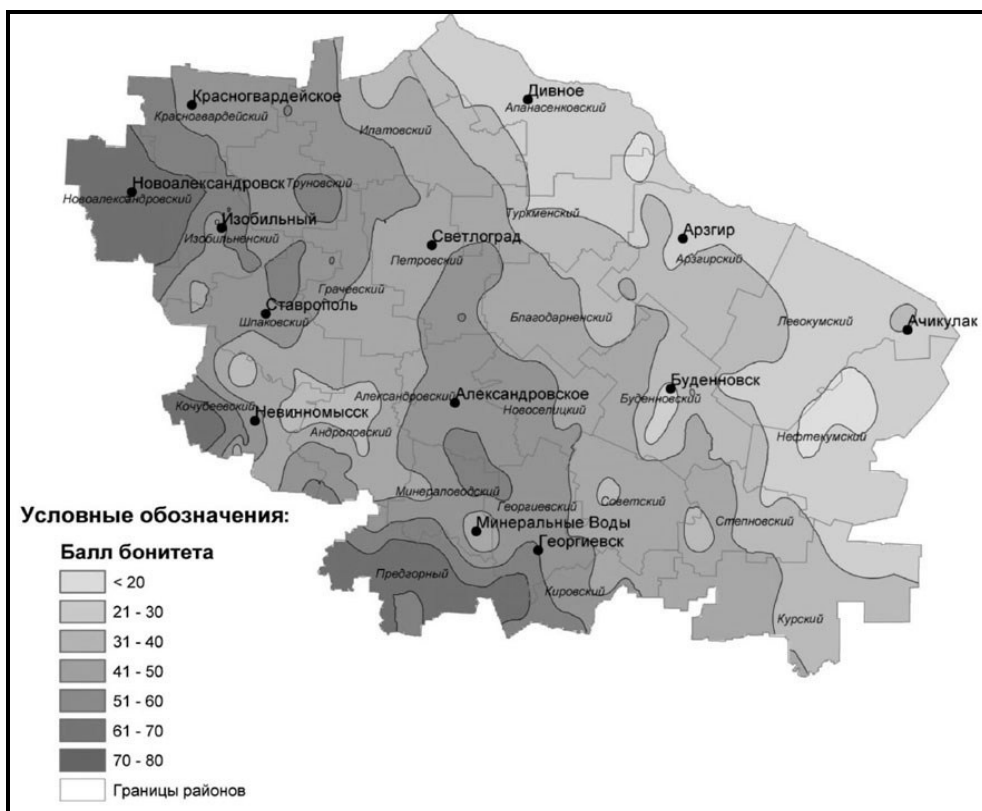 Дивное
Апанасенковский
Красногвардейское
Красногвардейский
Ипатовский
Новоалександровск
Новоалександровский
Труновский
Туркменский
Изобильный
Изобильненский
Светлоград
Петровский
Арзгир
Арзгирский
Грачевский
Ставрополь
Шпаковский
Благодарненский
Левокумский
Ачикулак
Буденновск
Буденновский
Александровское
Александровский
Новоселицкий
Кочубеевский
Невинномысск
Андроповский
Нефтекумский
Минераловодский
Георгиевский
Советский
Степновский
Минеральные Воды
Георгиевск
Предгорный
Кировский
Курский
Условные обозначения:
Балл бонитета
< 20
21 - 30
31 - 40
41 - 50
51 - 60
61 - 70
70 - 80
Границы районов